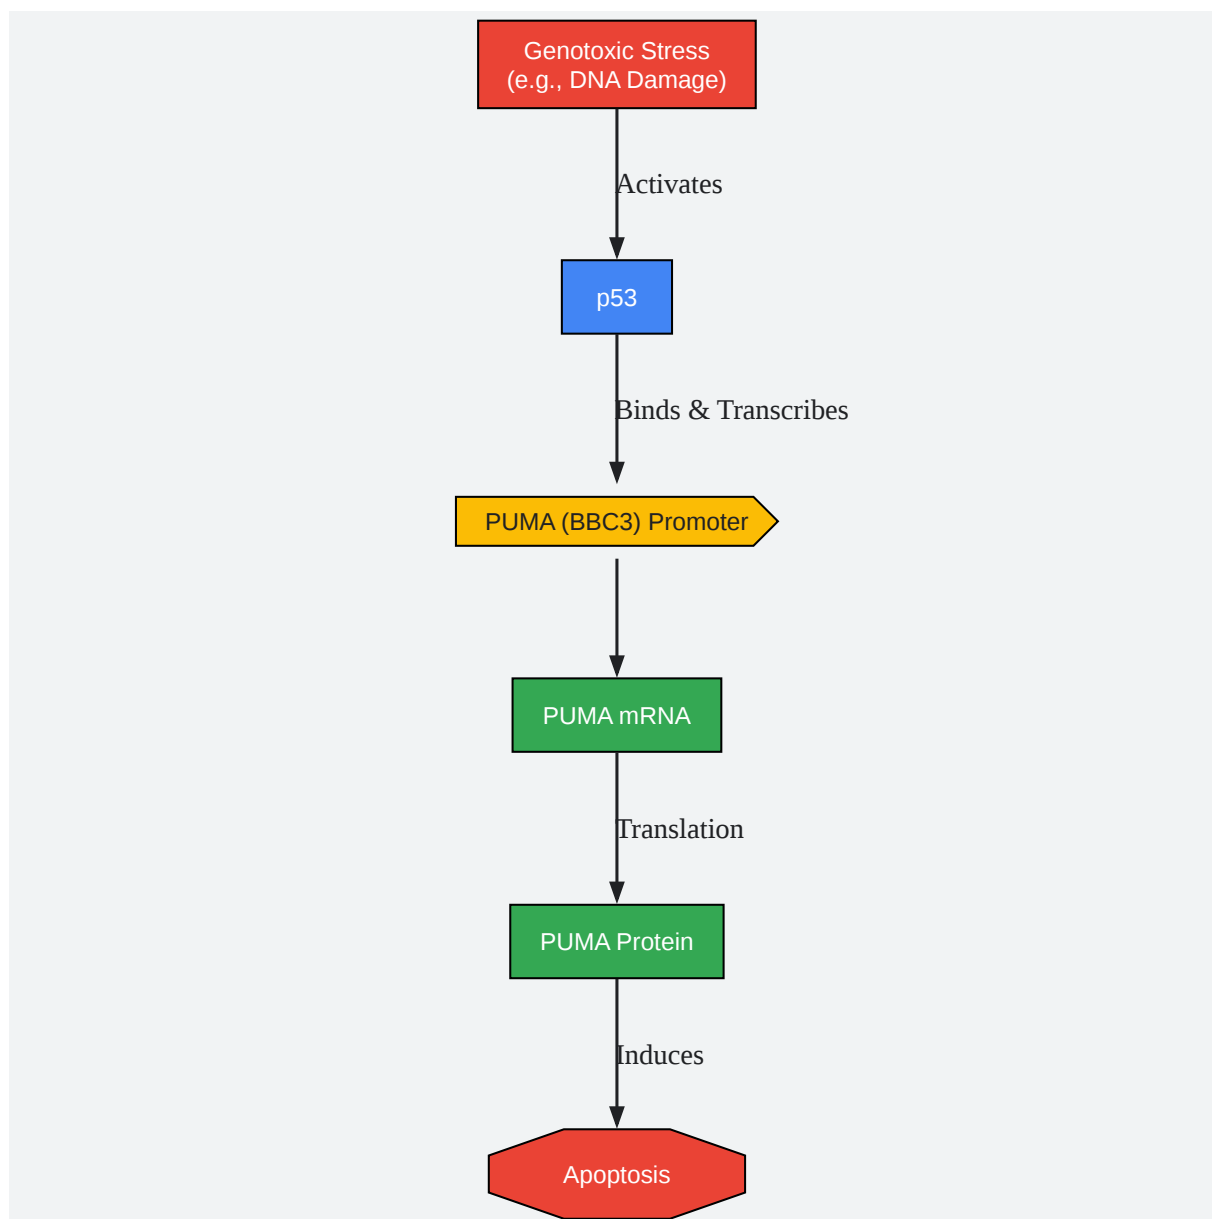 Genotoxic Stress
(e.g., DNA Damage)
Activates
p53
Binds & Transcribes
PUMA (BBC3) Promoter
PUMA mRNA
Translation
PUMA Protein
Induces
Apoptosis